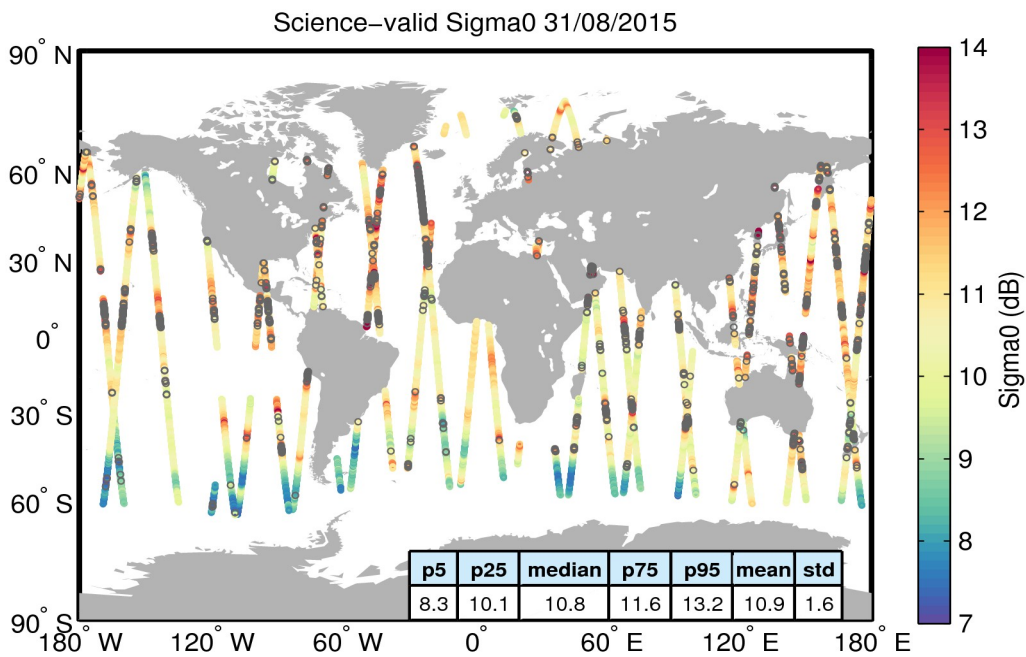 Science−valid Sigma0 31/08/2015
90° N
60° N
30° N
0°
30° S
60° S
90° S
180° W
120° W
60° W
0°
60° E
120° E
180° E
p5 p25 median p75 p95 mean std
8.3 10.1 10.8 11.6 13.2 10.9 1.6
14
13
12
11
10
9
8
7
Sigma0 (dB)